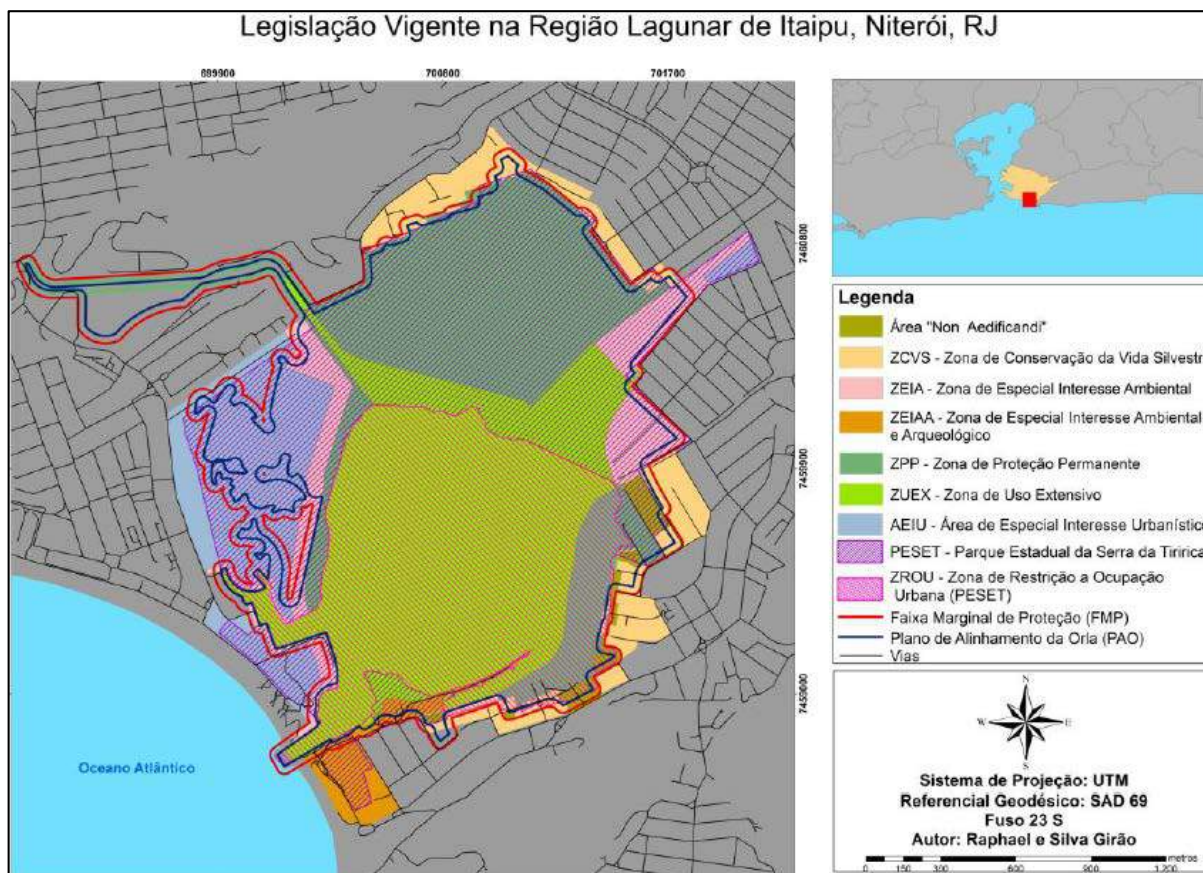 Legislação Vigente na Região Lagunar de Itaipu, Niterói, RJ
699900 700800 701700
7460800
7459900
7459000
Oceano Atlântico
Legenda
Área "Non Aedificandi"
ZCVS - Zona de Conservação da Vida Silvestr
ZEIA - Zona de Especial Interesse Ambiental
ZEIAA - Zona de Especial Interesse Ambiental
e Arqueológico
ZPP - Zona de Proteção Permanente
ZUEX - Zona de Uso Extensivo
AEIU - Área de Especial Interesse Urbanístic
PESET - Parque Estadual da Serra da Tiririca
ZROU - Zona de Restrição a Ocupação
Urbana (PESET)
Faixa Marginal de Proteção (FMP)
Plano de Alinhamento da Orla (PAO)
Vias
N
W E
S
Sistema de Projeção: UTM
Referencial Geodésico: SAD 69
Fuso 23 S
Autor: Raphael e Silva Girão
metros
0 150 300 600 900 1.200